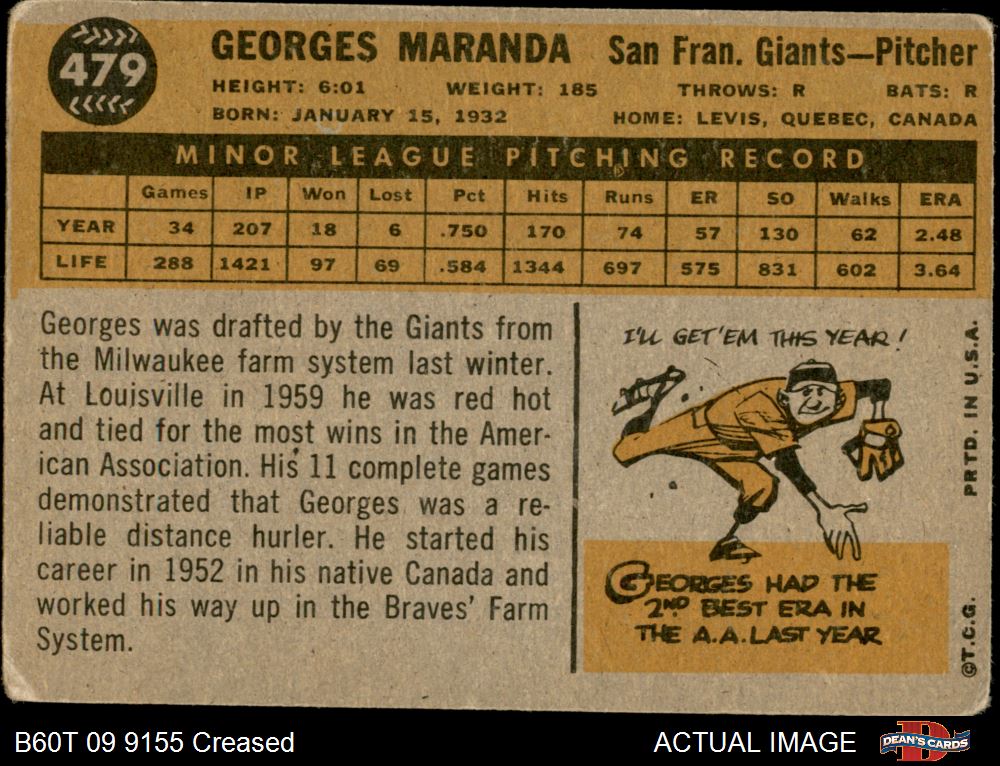 479
GEORGES MARANDA San Fran. Giants—Pitcher
HEIGHT: 6:01 WEIGHT: 185 THROWS: R BATS: R
BORN: JANUARY 15, 1932 HOME: LEVIS, QUEBEC, CANADA
MINOR LEAGUE PITCHING RECORD
Games IP Won Lost Pct Hits Runs ER SO Walks ERA
YEAR 34 207 18 6 .750 170 74 57 130 62 2.48
LIFE 288 1421 97 69 .584 1344 697 575 831 602 3.64
Georges was drafted by the Giants from
the Milwaukee farm system last winter.
At Louisville in 1959 he was red hot
and tied for the most wins in the Amer-
ican Association. His 11 complete games
demonstrated that Georges was a re-
liable distance hurler. He started his
career in 1952 in his native Canada and
worked his way up in the Braves' Farm
System.
I'LL GET 'EM THIS YEAR!
GEORGES HAD THE
2ND BEST ERA IN
THE A.A. LAST YEAR
©T.C.G. PRTD. IN U.S.A.
B60T 09 9155 Creased
ACTUAL IMAGE
D
DEAN'S CARDS